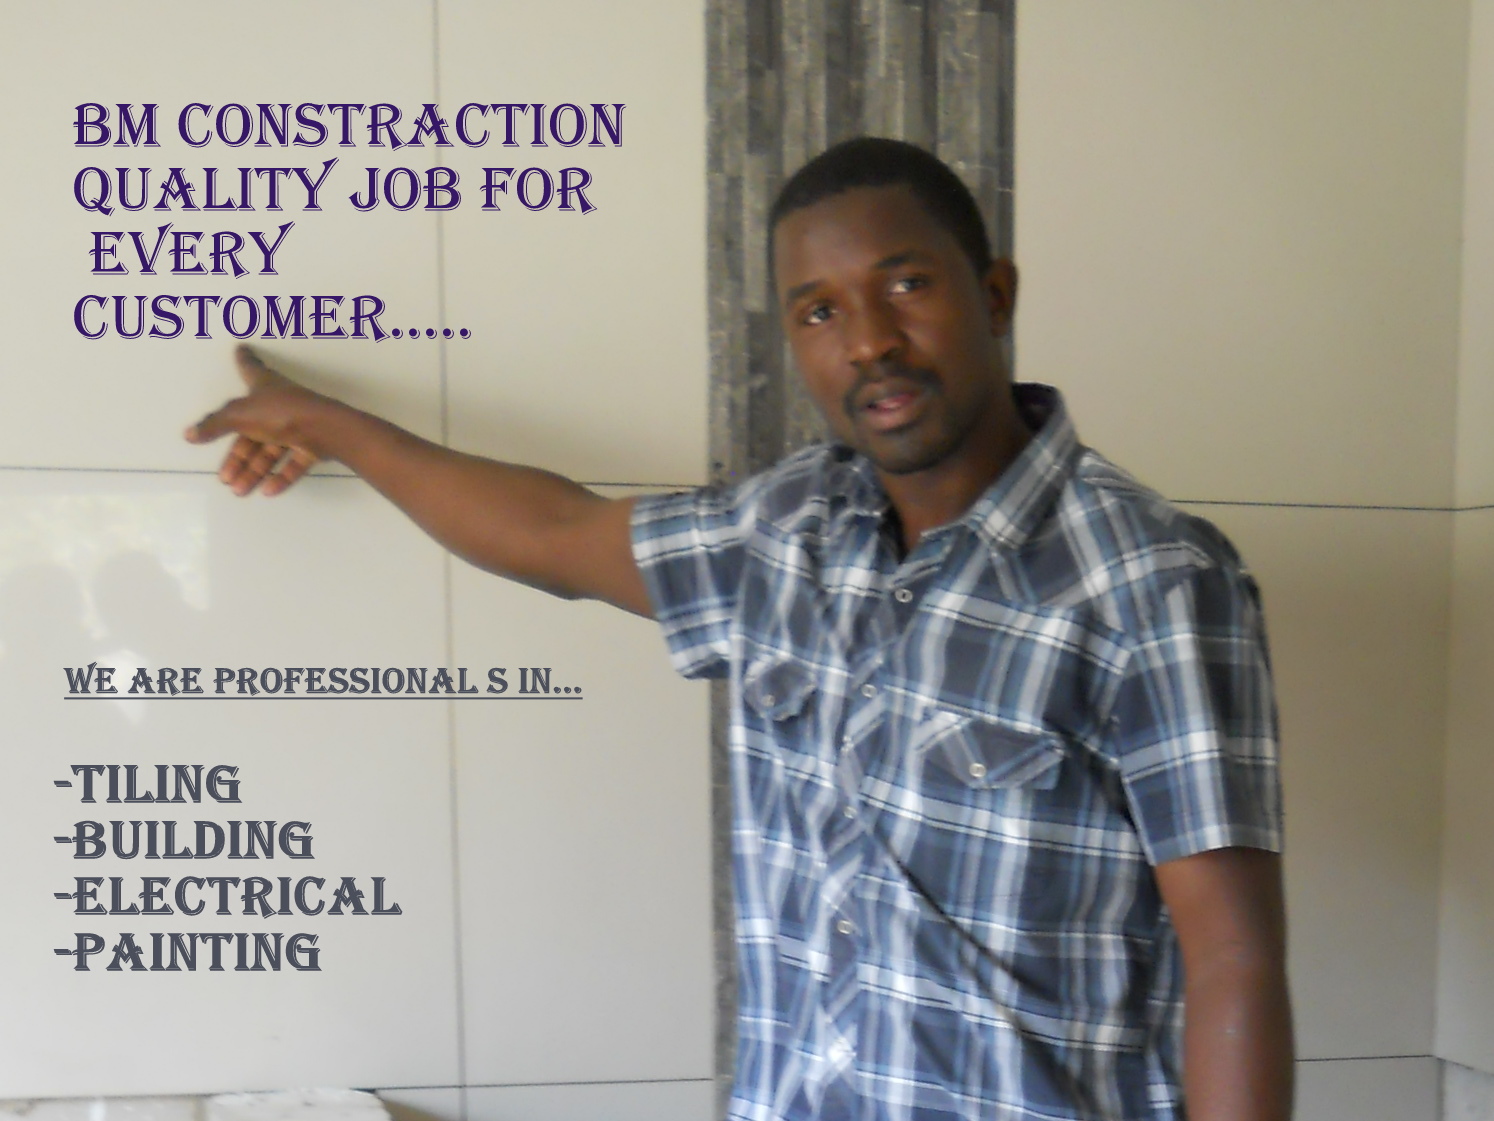 BM CONSTRACTION
QUALITY JOB FOR
EVERY
CUSTOMER.....
WE ARE PROFESSIONAL S IN...
-TILING
-BUILDING
-ELECTRICAL
-PAINTING